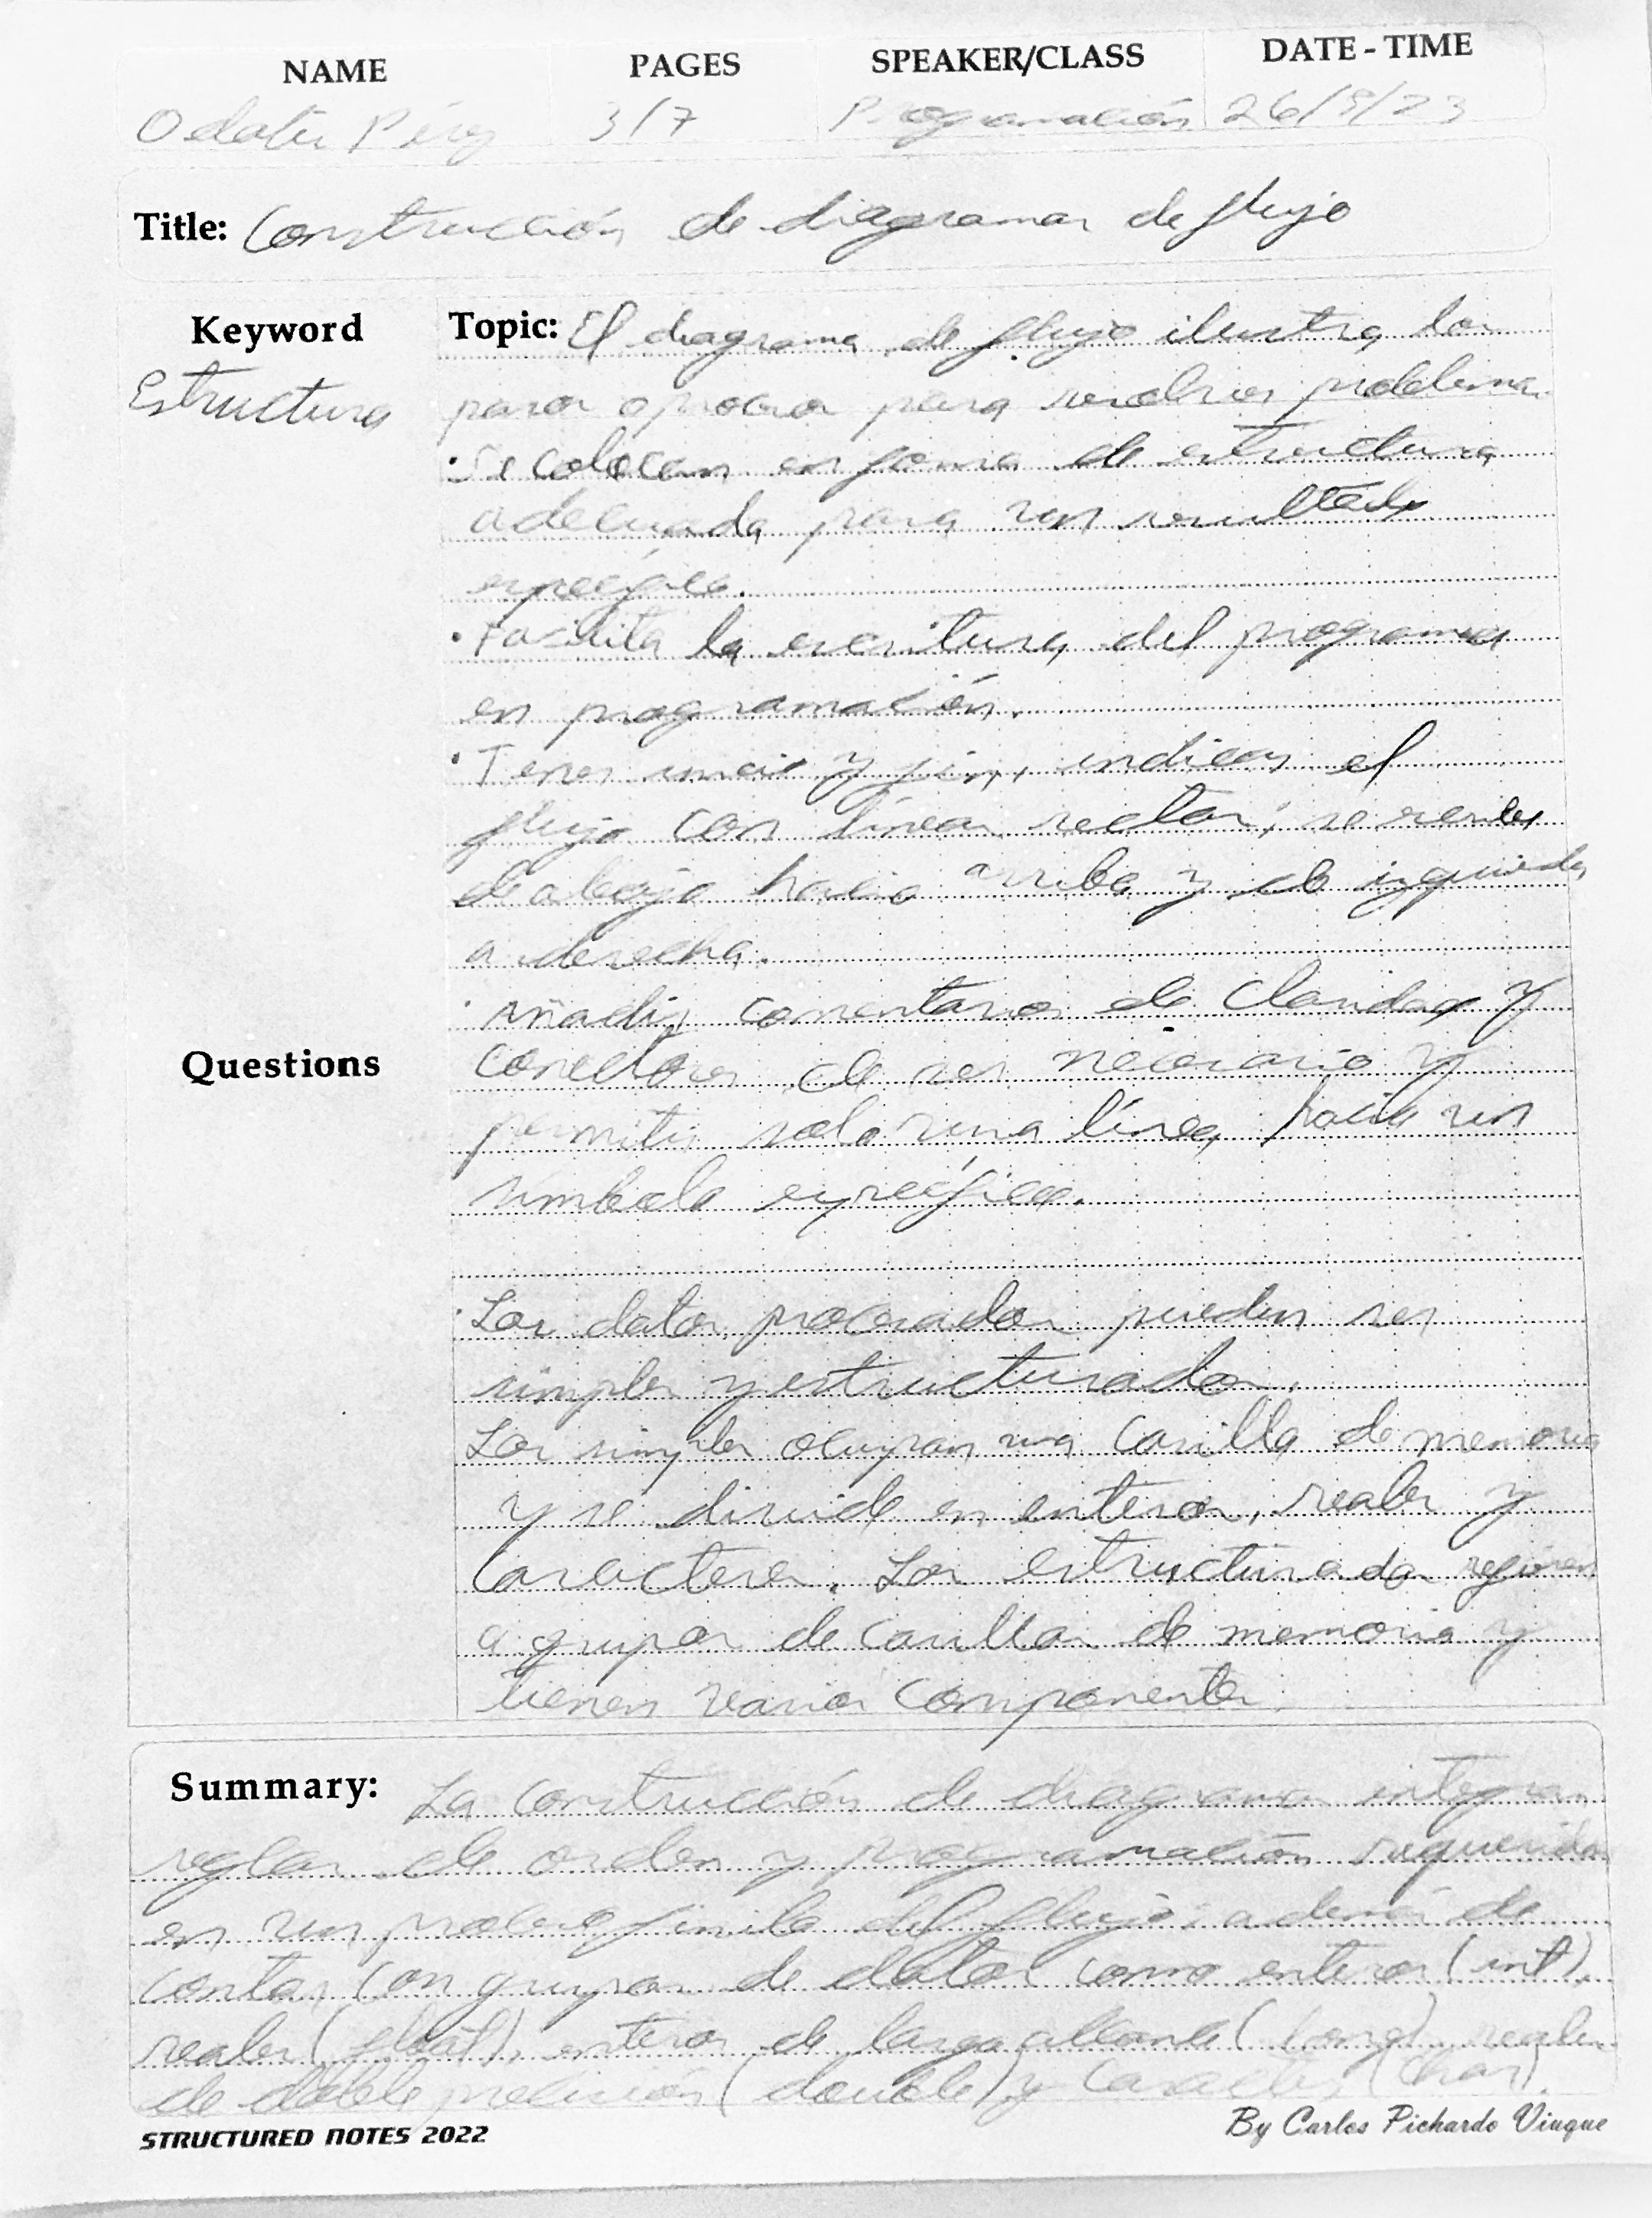 NAME PAGES SPEAKER/CLASS DATE - TIME
Pérez 3/7 Programación 26/9/23
Title: Construcción de diagramas de flujo
Keyword
Estructura
Topic: El diagrama de flujo ilustra los
pasos o procesos para resolver problemas.
• Se colocan en forma de estructura
adecuada para un resultado
específico.
• Facilita la escritura del programa
en programación.
• Tener inicio y fin, indicar el
flujo con líneas rectas,
de abajo hacia arriba y de izquierda
a derecha.
• Añadir comentarios de claridad y
Questions
conectores de ser necesario y
permitir solo una línea hacia un
símbolo específico.
• Los datos procesados pueden ser
simples y estructurados.
Los simples ocupan una casilla de memoria
y se divide en enteros, reales y
caracteres. Los estructurados
a grupos de casillas de memoria y
tienen varios componentes.
Summary: La construcción de diagramas integran
reglas de orden y programación requeridas
en un proceso finito del flujo, además de
contar con grupos de datos como enteros (int),
reales (float), enteros de largo alcance (long), reales
de doble precisión (double) y caracter (char).
STRUCTURED NOTES 2022
By Carlos Pichardo Viuque